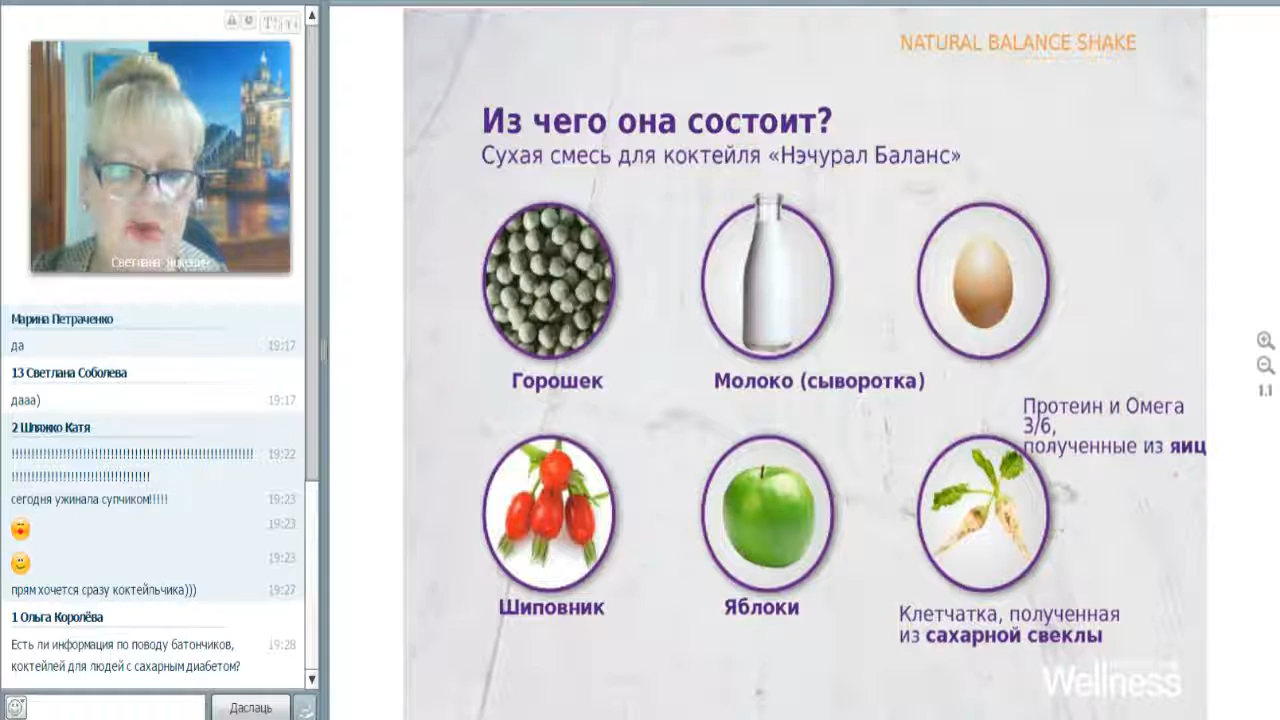 Светлана
Марина Петраченко
да
19:17
13 Светлана Соболева
дааа)
19:17
2 Шляжко Катя
!!!!!!!!!!!!!!!!!!!!!!!!!!!!!!!!!!!!!!!!!!!!!!!!!!!!!!!!!!!!!
19:22
!!!!!!!!!!!!!!!!!!!!!!!!!!!!!!!!!!!
сегодня ужинала супчиком!!!!!
19:23
19:23
19:23
прям хочется сразу коктейльчика)))
19:27
1 Ольга Королёва
Есть ли информация по поводу батончиков,
19:28
коктейлей для людей с сахарным диабетом?
Даслаць
NATURAL BALANCE SHAKE
Из чего она состоит?
Сухая смесь для коктейля «Нэчурал Баланс»
Горошек
Молоко (сыворотка)
Протеин и Омега
3/6,
полученные из яиц
Шиповник
Яблоки
Клетчатка, полученная
из сахарной свеклы
Wellness
1.1